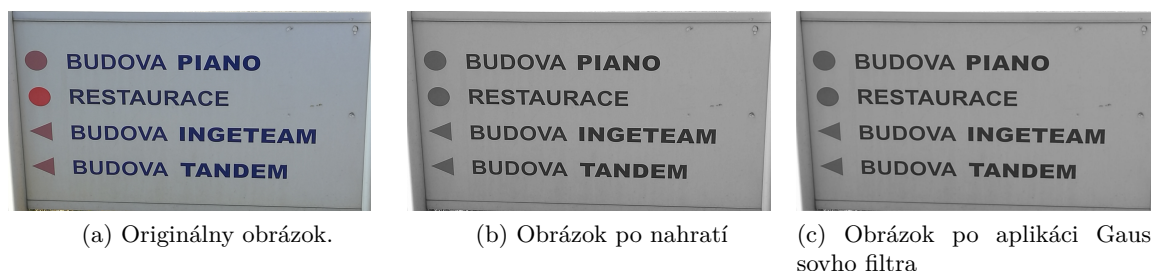 BUDOVA PIANO
RESTAURACE
BUDOVA INGETEAM
BUDOVA TANDEM
BUDOVA PIANO
RESTAURACE
BUDOVA INGETEAM
BUDOVA TANDEM
BUDOVA PIANO
RESTAURACE
BUDOVA INGETEAM
BUDOVA TANDEM
(a) Originálny obrázok.
(b) Obrázok po nahratí
(c) Obrázok po aplikáci Gaus
sovho filtra